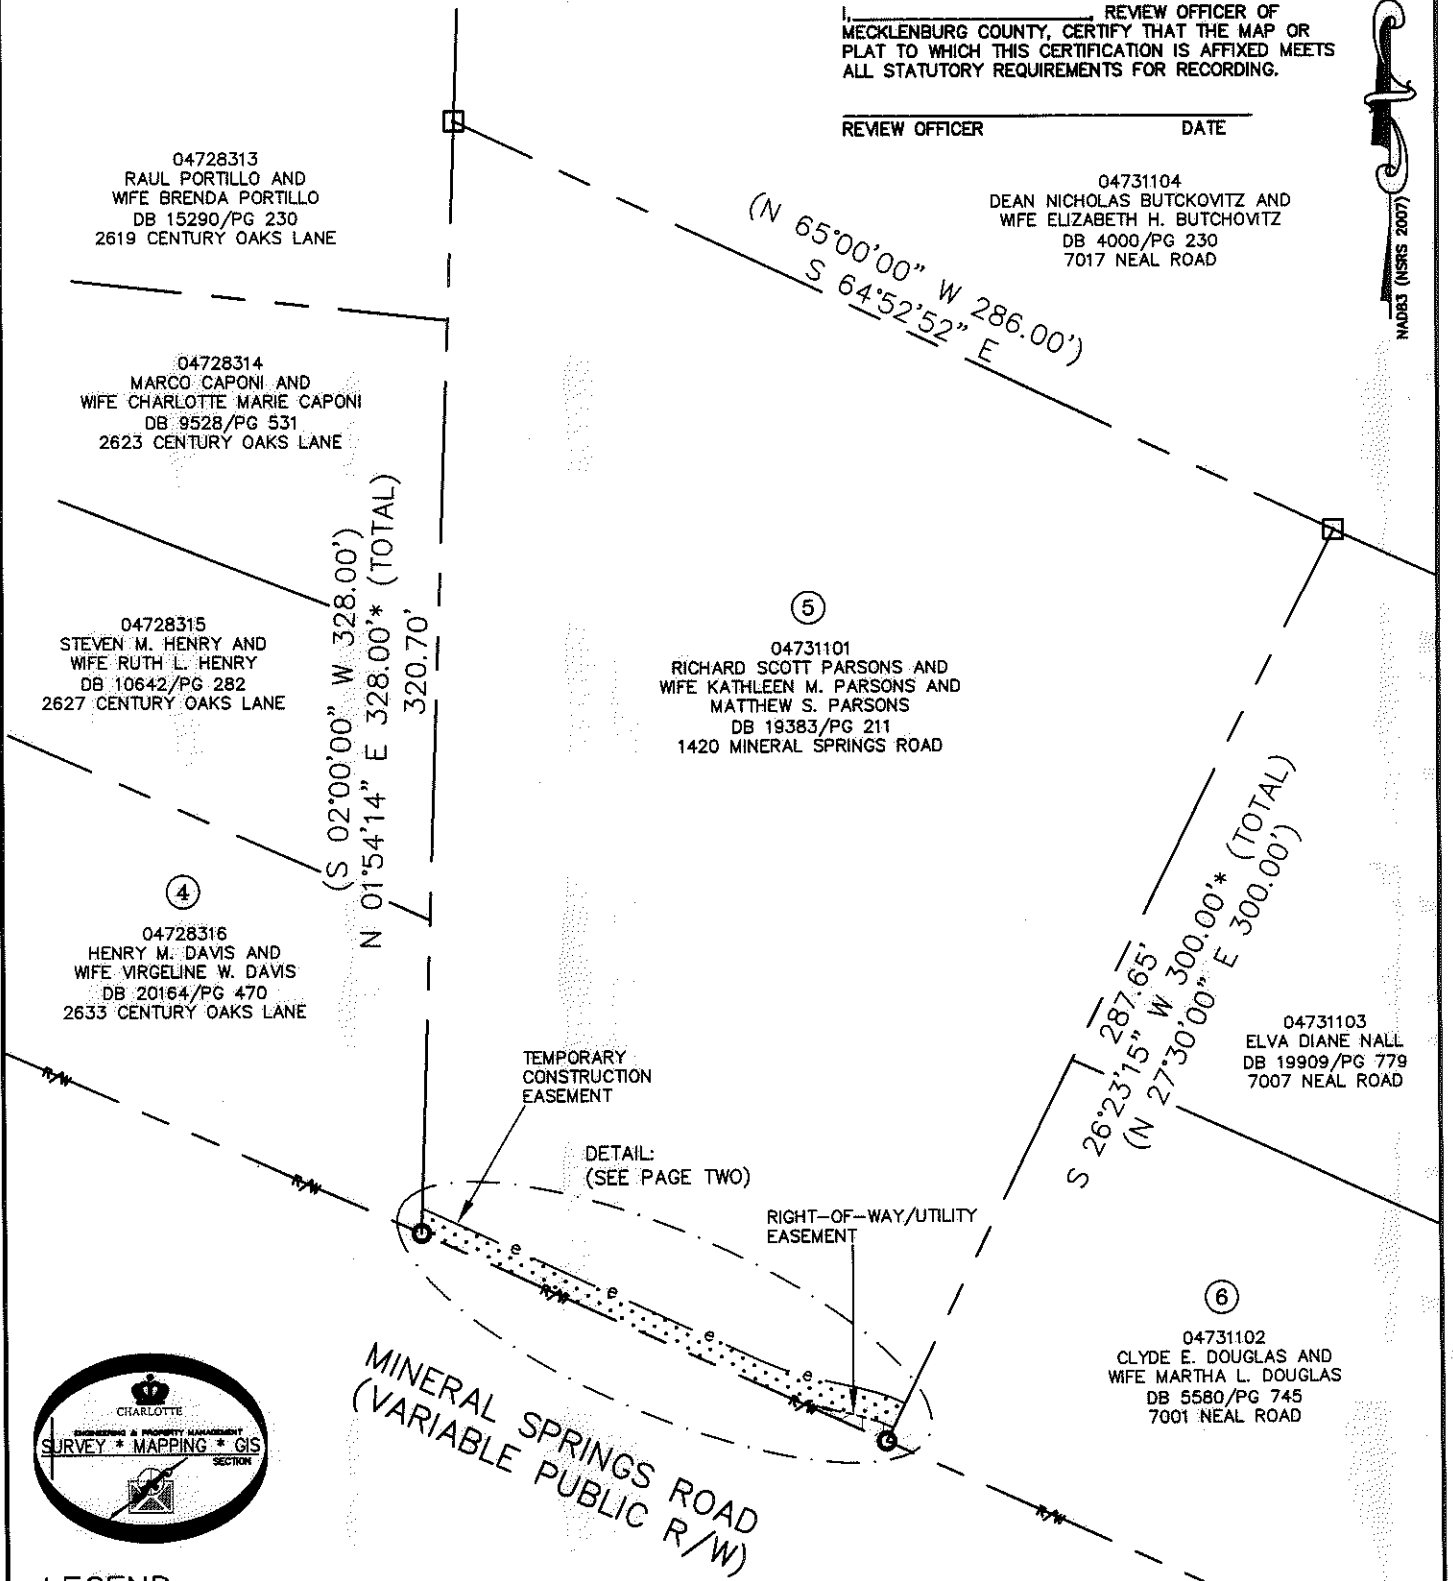 I,____________________, REVIEW OFFICER OF
MECKLENBURG COUNTY, CERTIFY THAT THE MAP OR
PLAT TO WHICH THIS CERTIFICATION IS AFFIXED MEETS
ALL STATUTORY REQUIREMENTS FOR RECORDING.
REVIEW OFFICER DATE
NAD83 (NSRS 2007)
04728313
RAUL PORTILLO AND
WIFE BRENDA PORTILLO
DB 15290/PG 230
2619 CENTURY OAKS LANE
04731104
DEAN NICHOLAS BUTCKOVITZ AND
WIFE ELIZABETH H. BUTCHOVITZ
DB 4000/PG 230
7017 NEAL ROAD
(N 65°00'00" W 286.00')
S 64°52'52" E
04728314
MARCO CAPONI AND
WIFE CHARLOTTE MARIE CAPONI
DB 9528/PG 531
2623 CENTURY OAKS LANE
(S 02°00'00" W 328.00')
N 01°54'14" E 328.00'* (TOTAL)
320.70'
04728315
STEVEN M. HENRY AND
WIFE RUTH L. HENRY
DB 10642/PG 282
2627 CENTURY OAKS LANE
5
04731101
RICHARD SCOTT PARSONS AND
WIFE KATHLEEN M. PARSONS AND
MATTHEW S. PARSONS
DB 19383/PG 211
1420 MINERAL SPRINGS ROAD
4
04728316
HENRY M. DAVIS AND
WIFE VIRGELINE W. DAVIS
DB 20164/PG 470
2633 CENTURY OAKS LANE
287.65'
S 26°23'15" W 300.00'* (TOTAL)
(N 27°30'00" E 300.00')
04731103
ELVA DIANE NALL
DB 19909/PG 779
7007 NEAL ROAD
R/W
R/W
TEMPORARY
CONSTRUCTION
EASEMENT
DETAIL:
(SEE PAGE TWO)
RIGHT-OF-WAY/UTILITY
EASEMENT
e
e
R/W
e
e
R/W
6
04731102
CLYDE E. DOUGLAS AND
WIFE MARTHA L. DOUGLAS
DB 5580/PG 745
7001 NEAL ROAD
R/W
MINERAL SPRINGS ROAD
(VARIABLE PUBLIC R/W)
CHARLOTTE
ENGINEERING & PROPERTY MANAGEMENT
SURVEY * MAPPING * GIS
SECTION
LEGEND